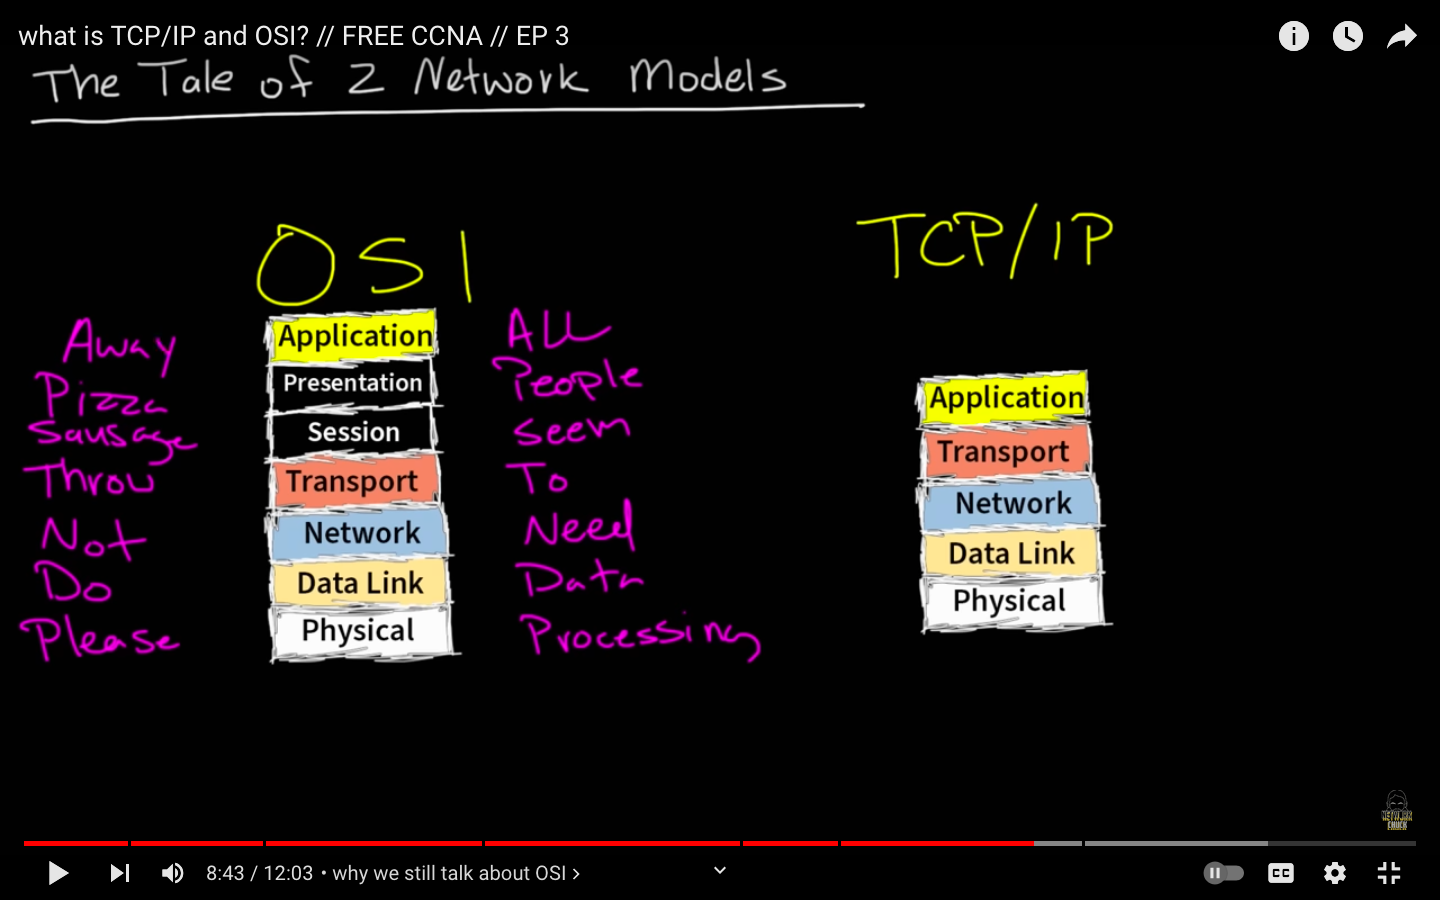 what is TCP/IP and OSI? // FREE CCNA // EP 3
The Tale of 2 Network Models
OSI
TCP/IP
Away
Pizza
Sausage
Throw
Not
Do
Please
Application
Presentation
Session
Transport
Network
Data Link
Physical
ALL
People
seem
To
Need
Data
Processing
Application
Transport
Network
Data Link
Physical
NETWORK
CHUCK
8:43 / 12:03 • why we still talk about OSI ›
CC